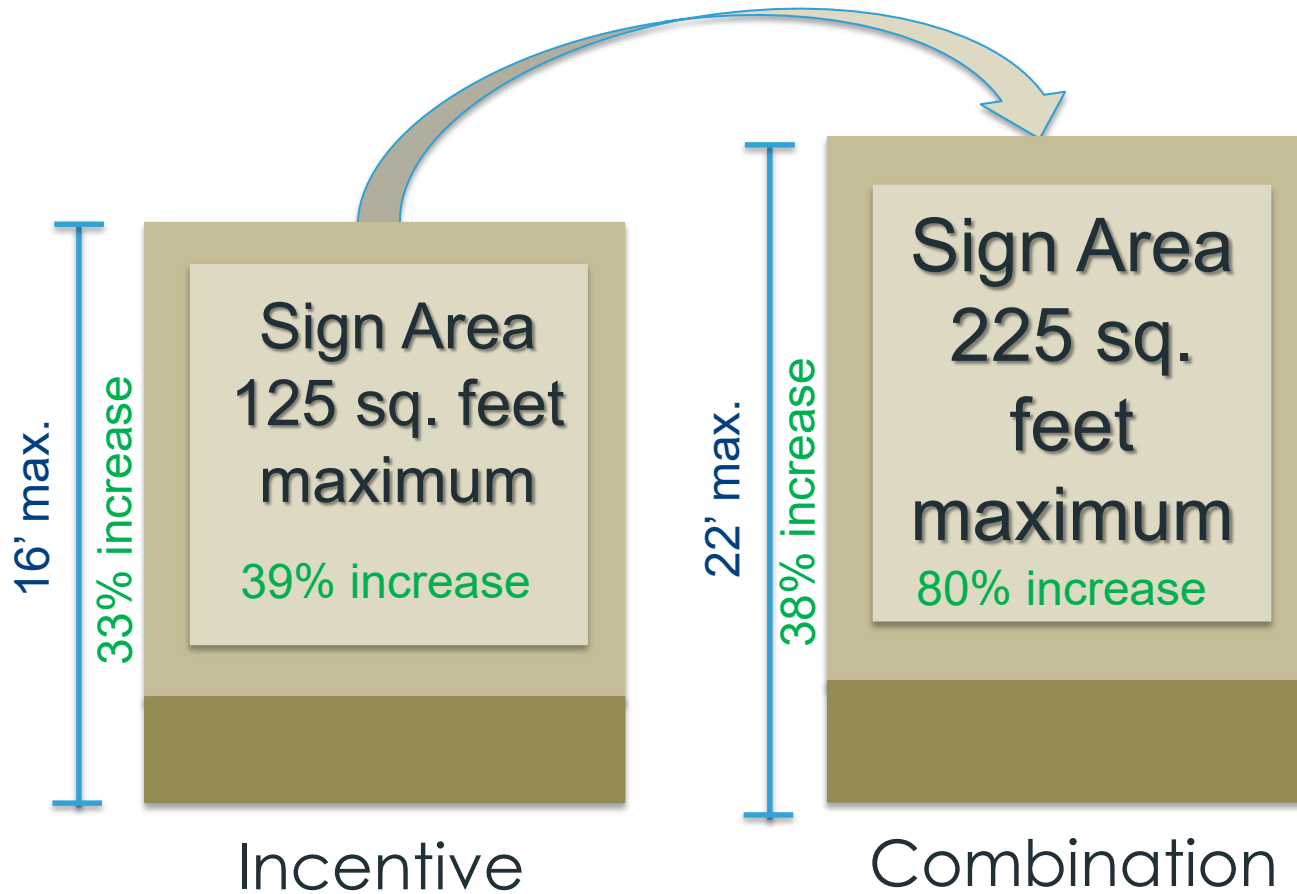 16’ max.
33% increase
Sign Area
125 sq. feet
maximum
39% increase
Incentive
22’ max.
38% increase
Sign Area
225 sq.
feet
maximum
80% increase
Combination